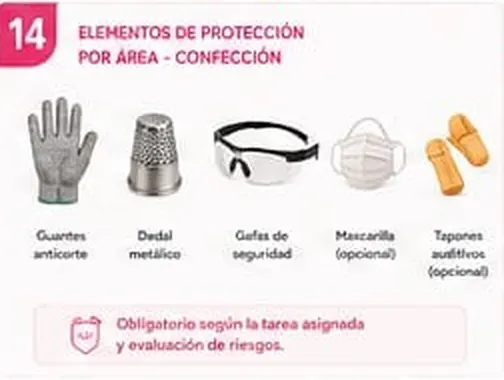 14
ELEMENTOS DE PROTECCIÓN
POR ÁREA - CONFECCIÓN
Guantes
anticorte
Dedal
metálico
Gafas de
seguridad
Mascarilla
(opcional)
Tapones
auditivos
(opcional)
Obligatorio según la tarea asignada
y evaluación de riesgos.